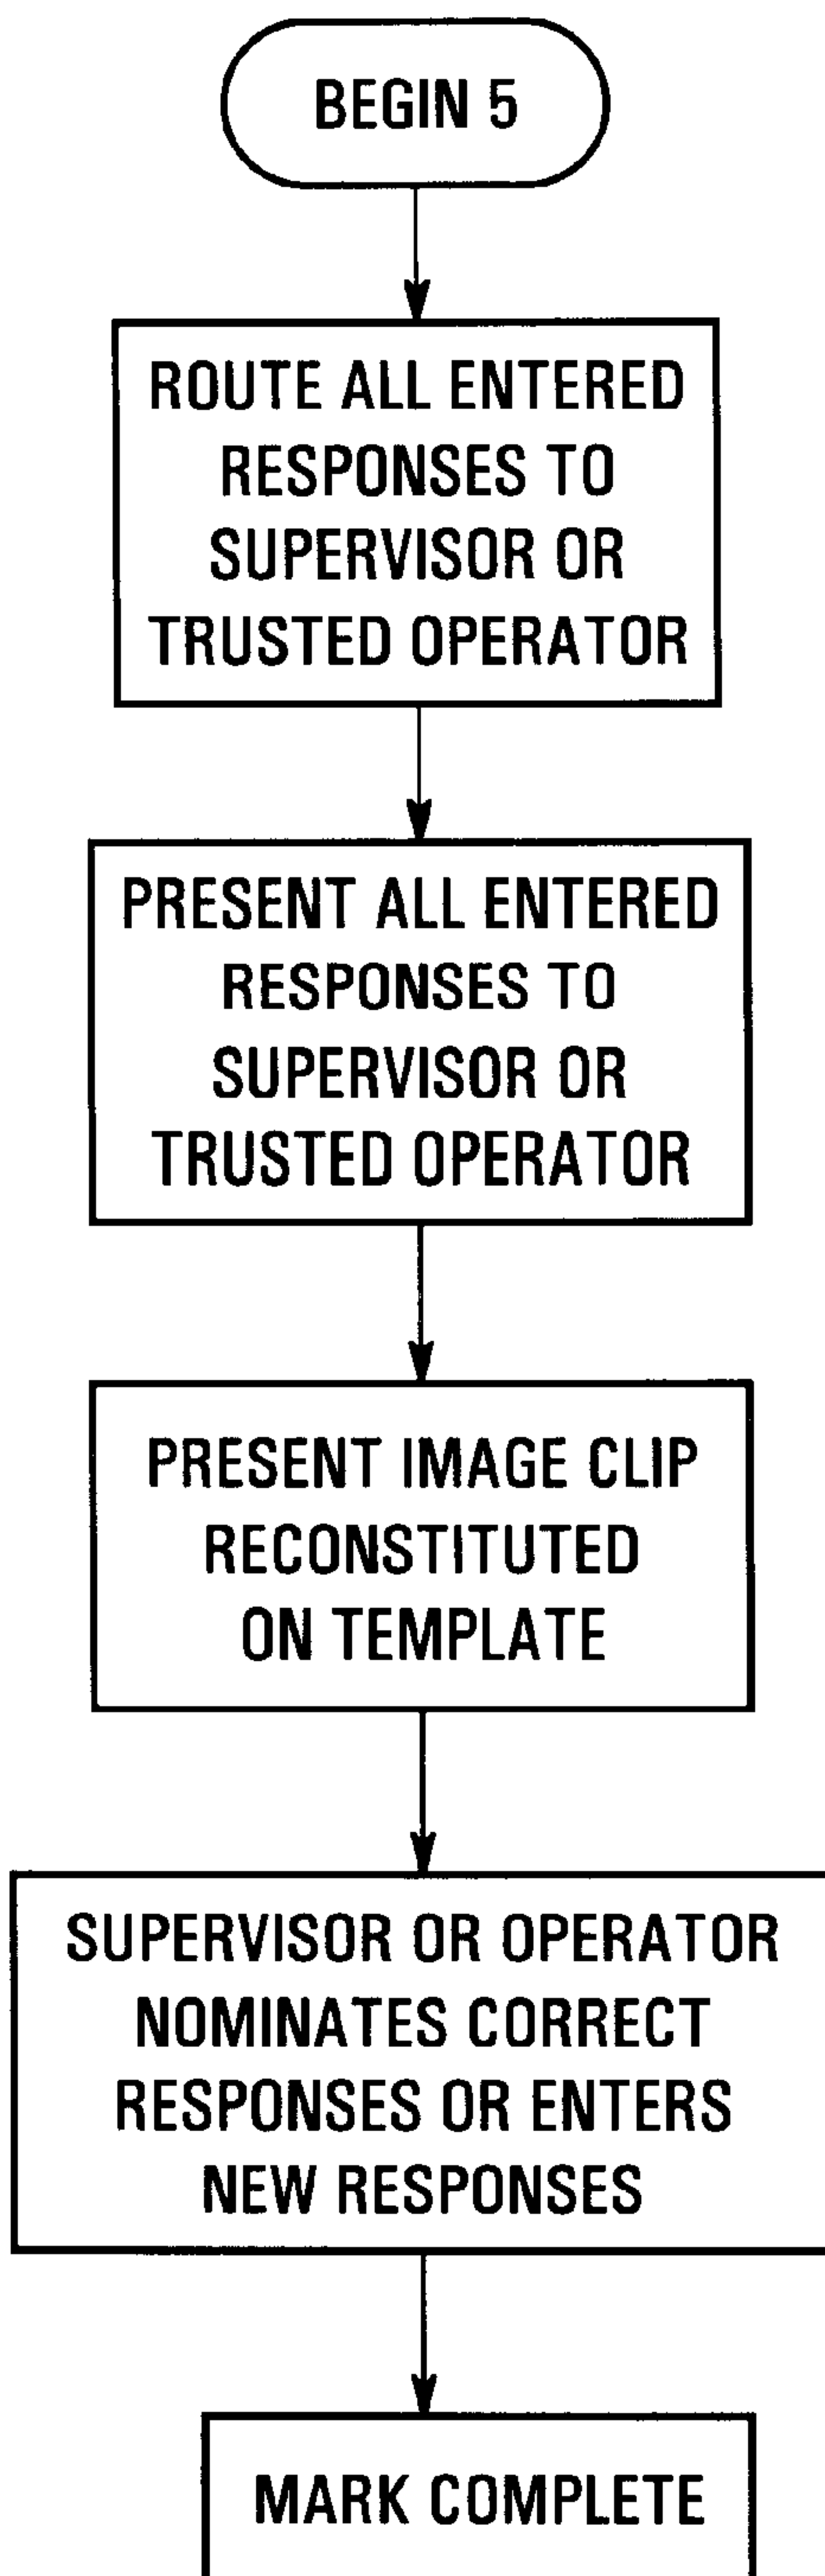 BEGIN 5
ROUTE ALL ENTERED
RESPONSES TO
SUPERVISOR OR
TRUSTED OPERATOR
PRESENT ALL ENTERED
RESPONSES TO
SUPERVISOR OR
TRUSTED OPERATOR
PRESENT IMAGE CLIP
RECONSTITUTED
ON TEMPLATE
SUPERVISOR OR OPERATOR
NOMINATES CORRECT
RESPONSES OR ENTERS
NEW RESPONSES
MARK COMPLETE